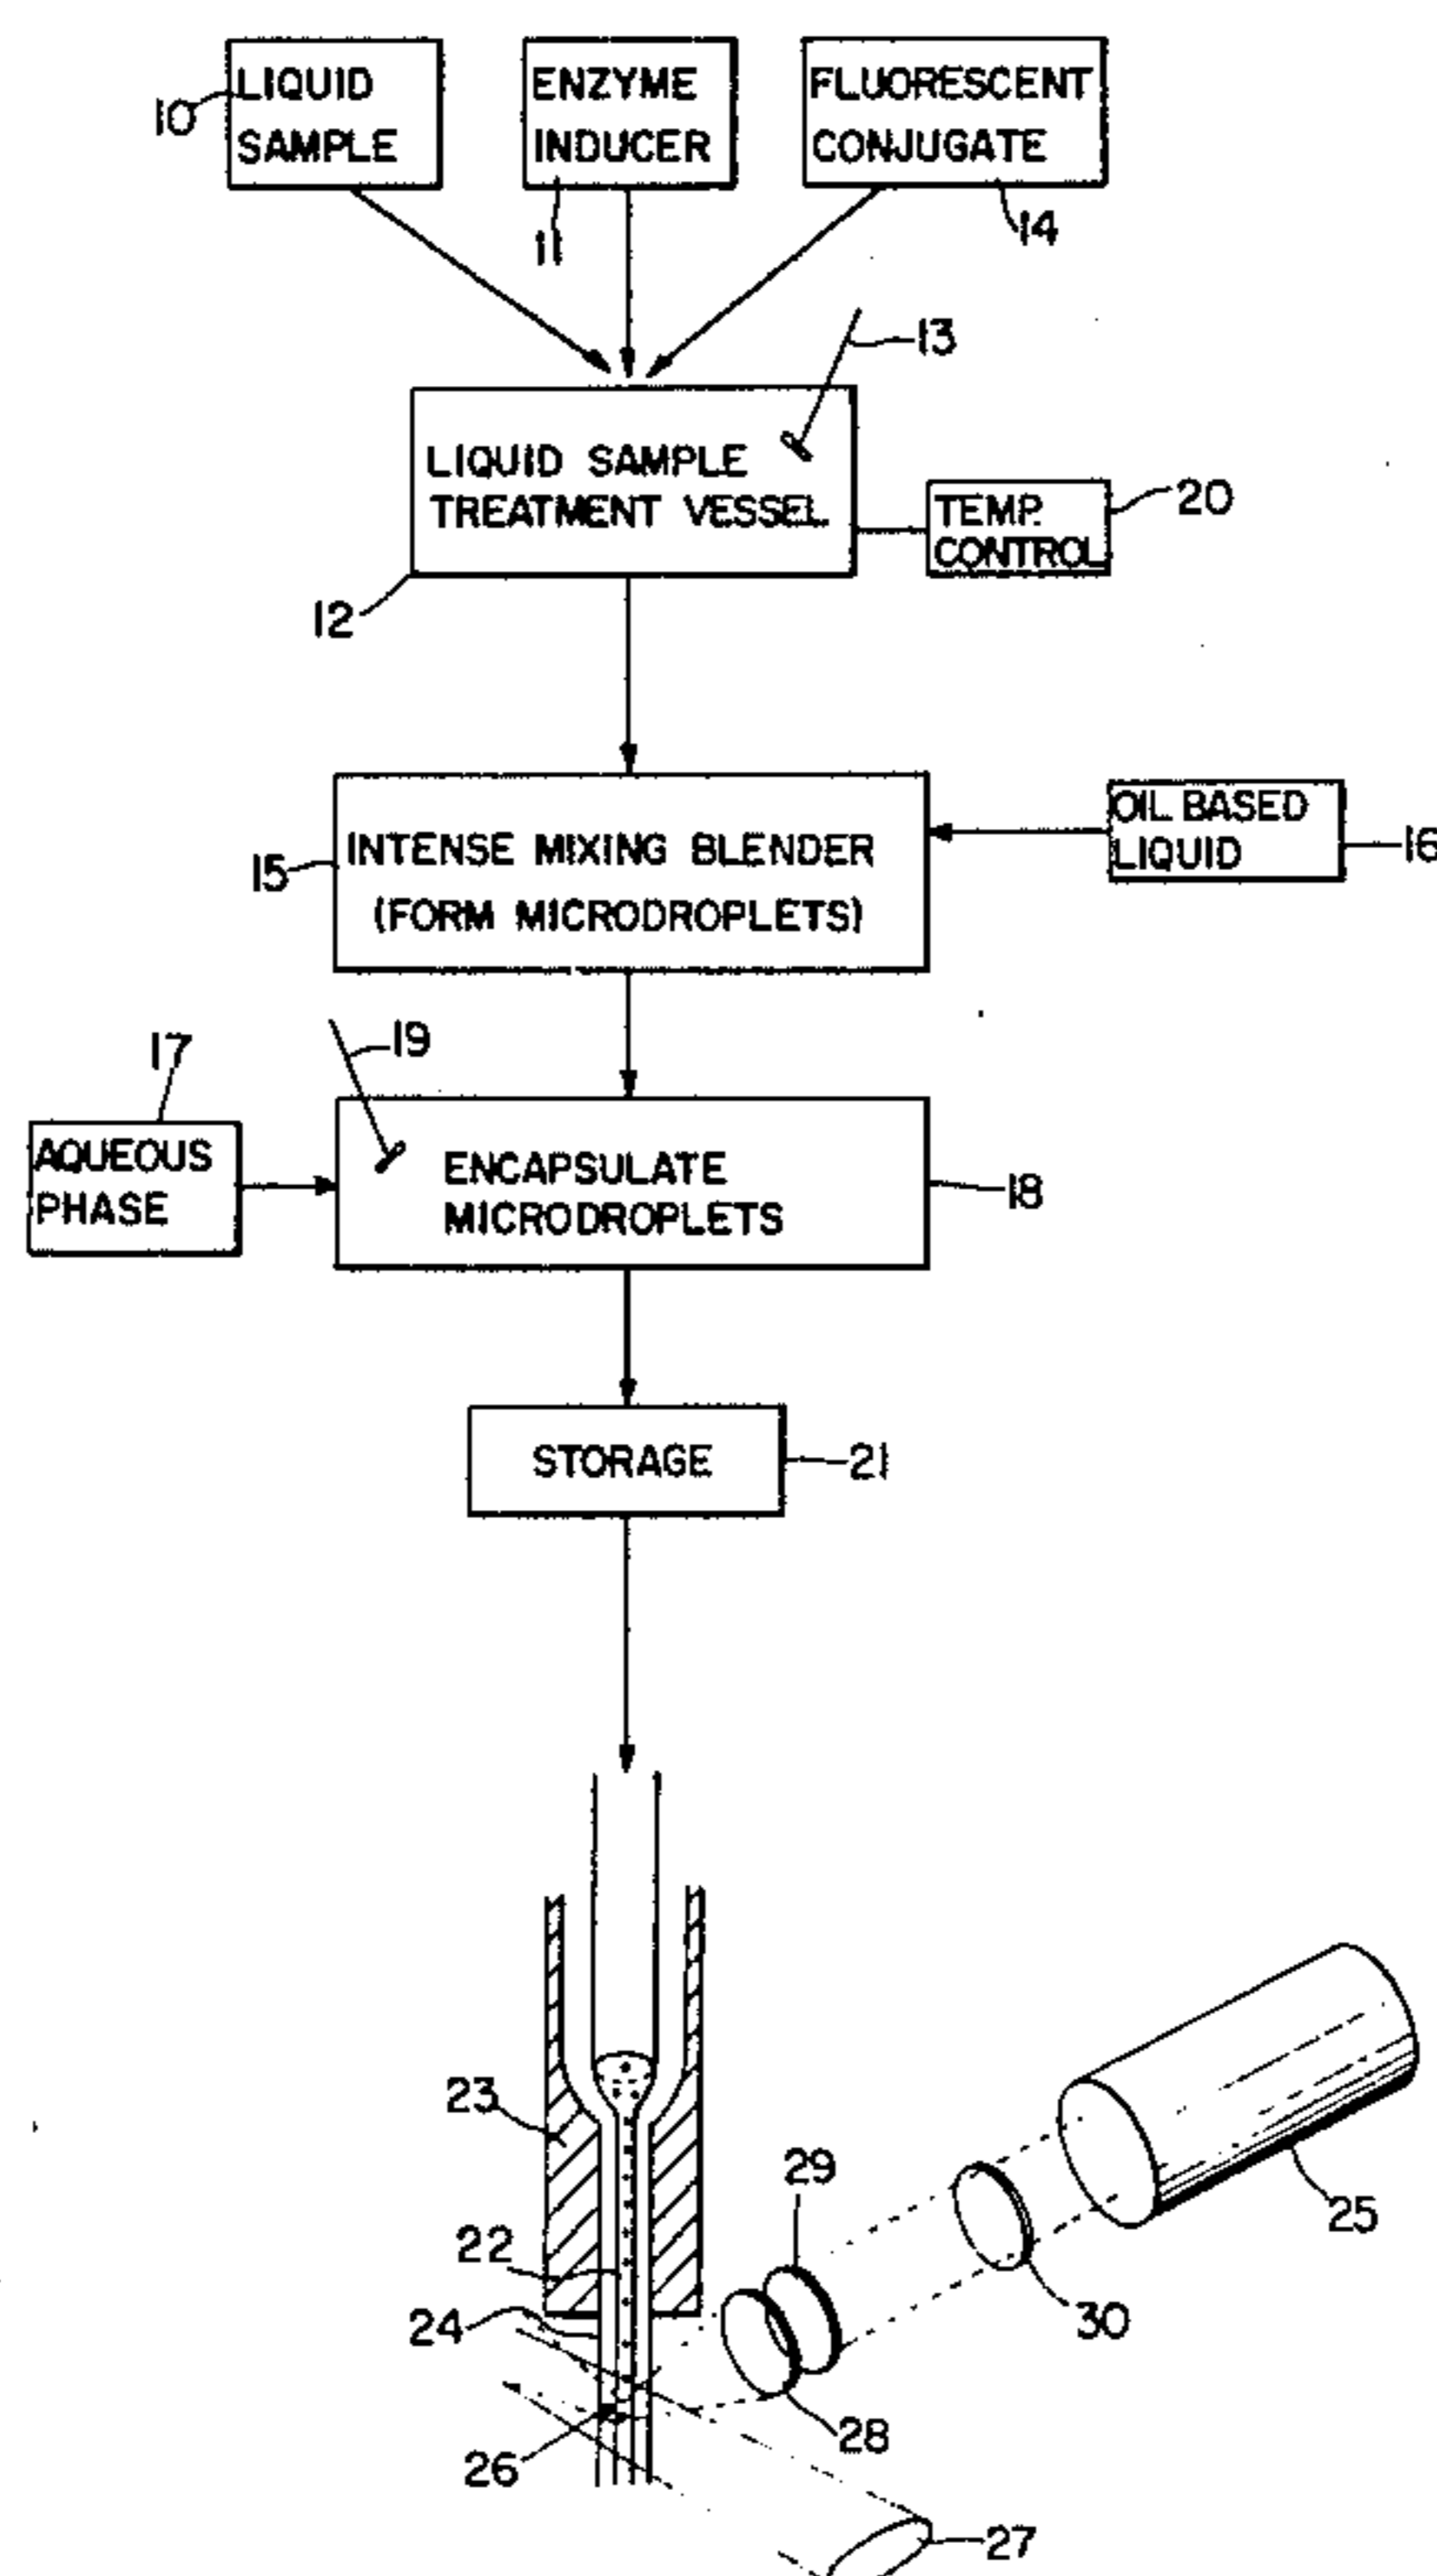 LIQUID
SAMPLE
10
ENZYME
INDUCER
11
FLUORESCENT
CONJUGATE
14
13
LIQUID SAMPLE
TREATMENT VESSEL
12
TEMP.
CONTROL
20
INTENSE MIXING BLENDER
(FORM MICRODROPLETS)
15
OIL BASED
LIQUID
16
17
19
AQUEOUS
PHASE
ENCAPSULATE
MICRODROPLETS
18
STORAGE
21
23
22
24
26
29
28
30
25
27